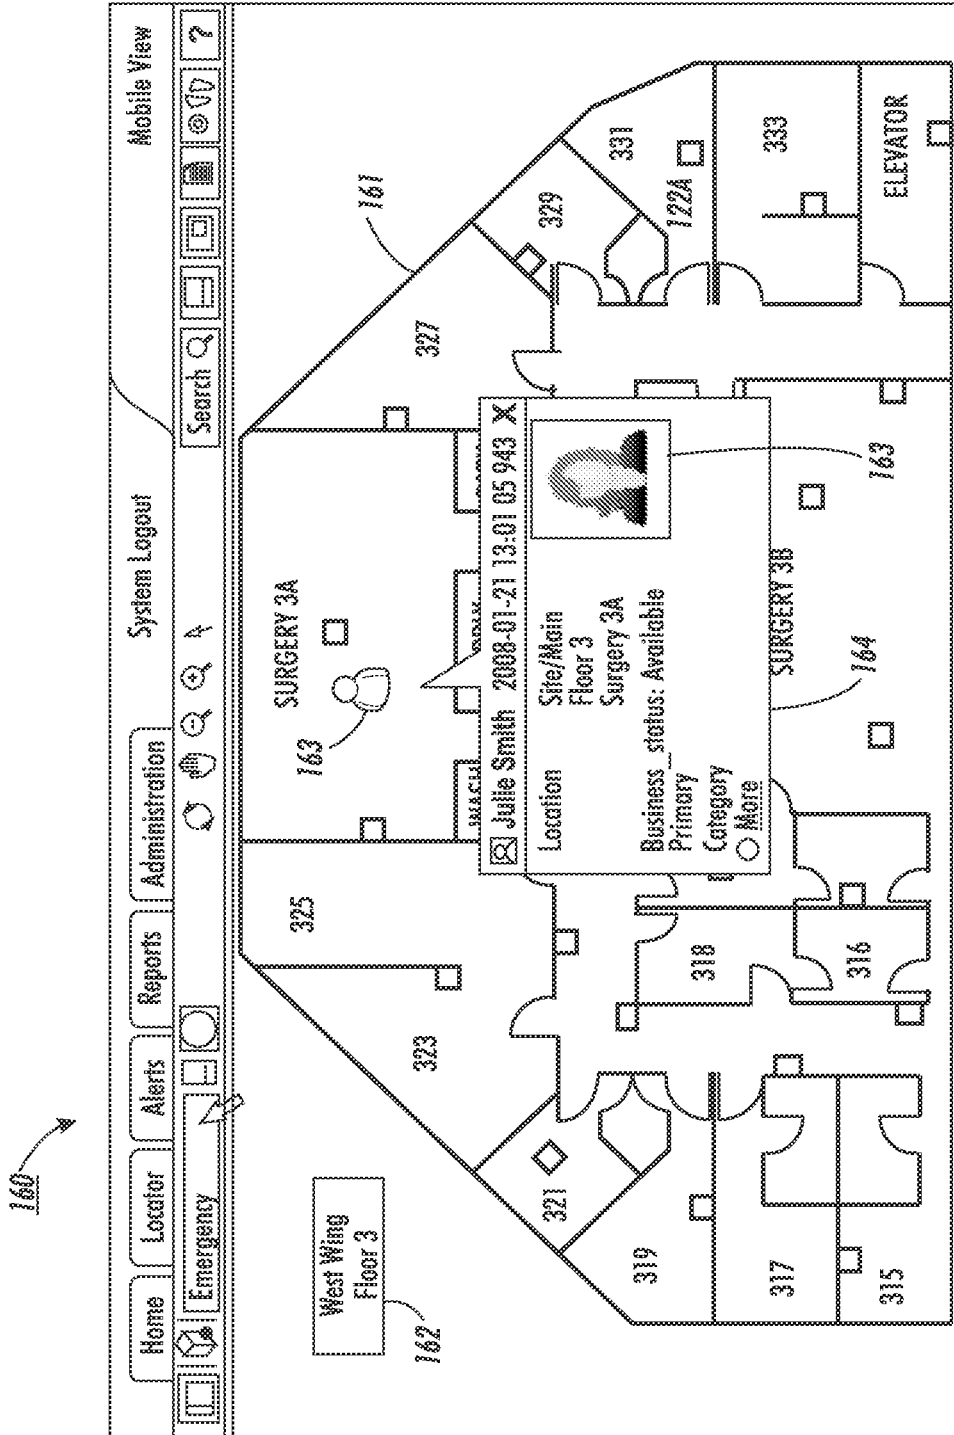 160
System Logout
Mobile View
Home
Locator
Alerts
Reports
Administration
Emergency
Search
?
West Wing
Floor 3
162
161
SURGERY 3A
163
323
325
327
329
331
122A
333
ELEVATOR
321
319
317
315
318
316
Julie Smith 2008-01-21 13:01 05 943 X
Location Site/Main
Floor 3
Surgery 3A
Business_status: Available
Primary
Category
More
163
SURGERY 3B
164